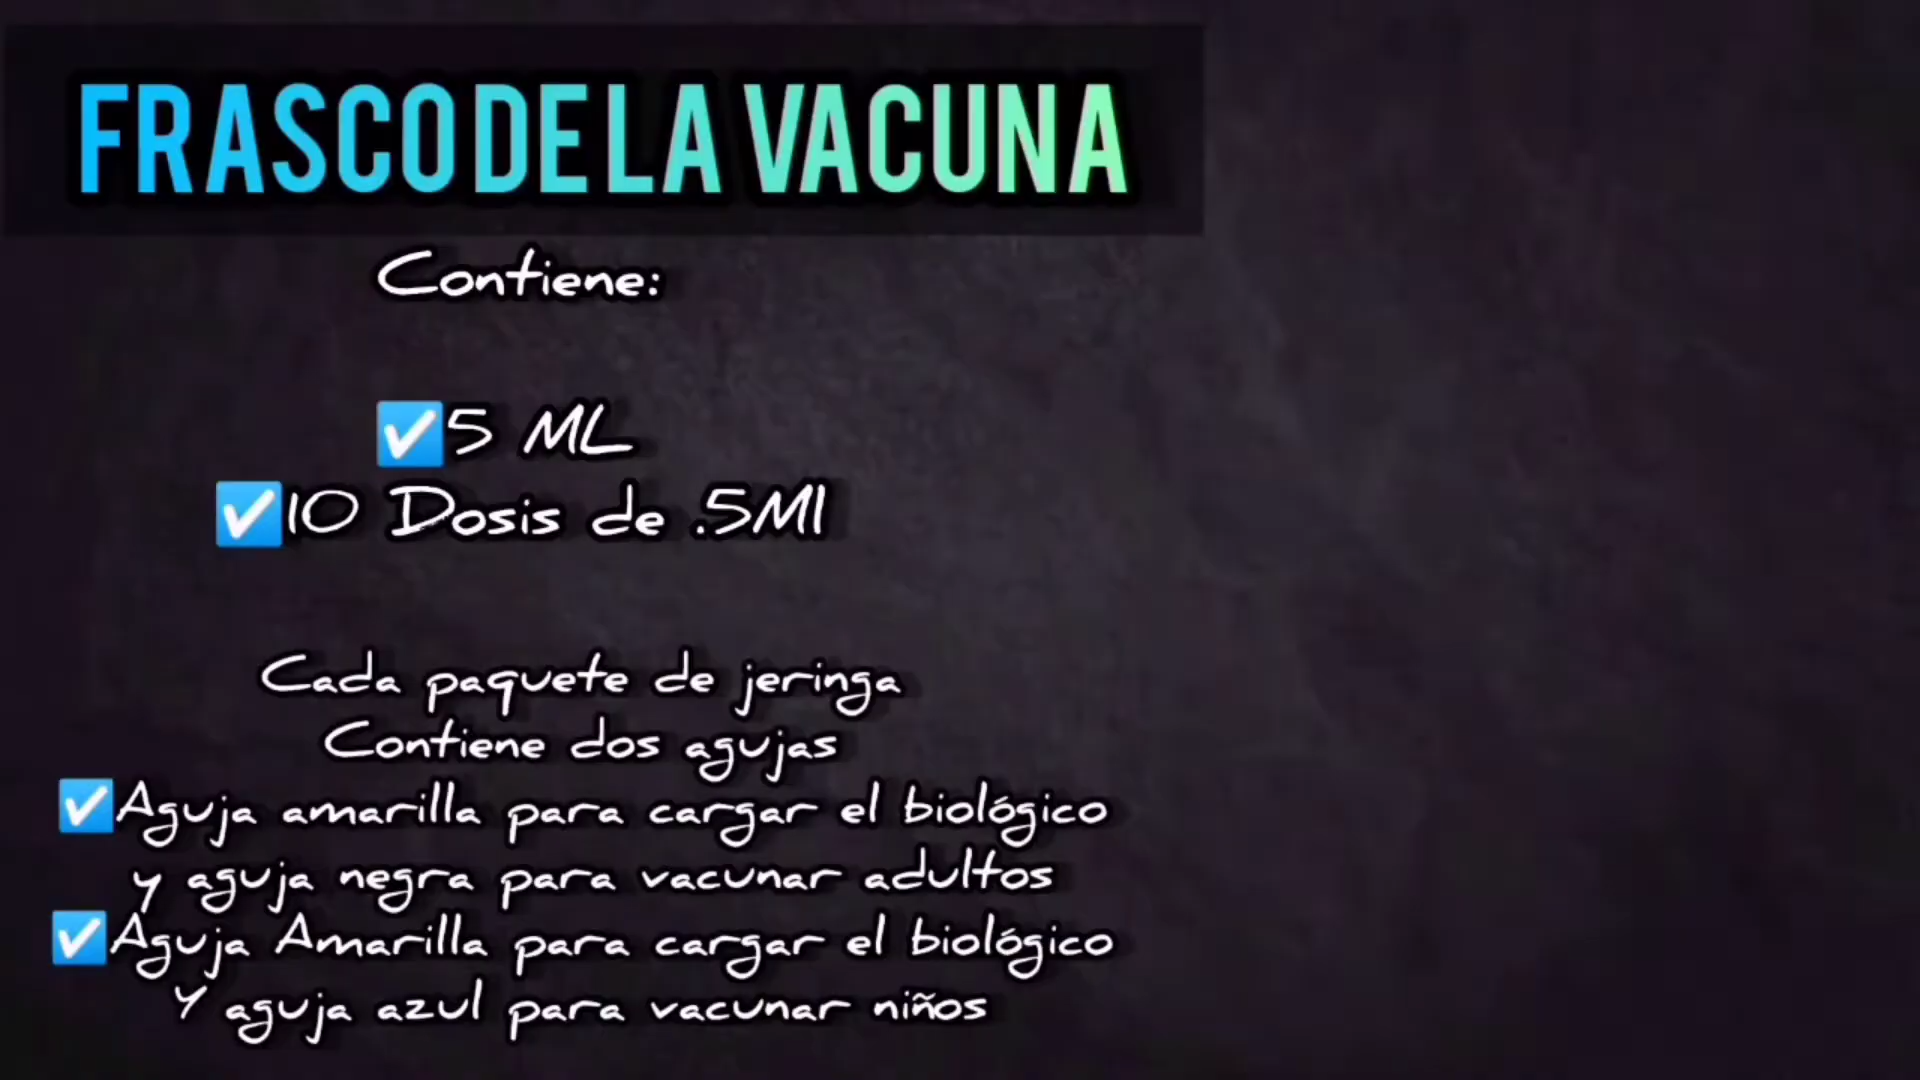 FRASCO DE LA VACUNA
Contiene:
☑5 ML
☑10 Dosis de .5Ml
Cada paquete de jeringa
Contiene dos agujas
☑Aguja amarilla para cargar el biológico
y aguja negra para vacunar adultos
☑Aguja Amarilla para cargar el biológico
Y aguja azul para vacunar niños